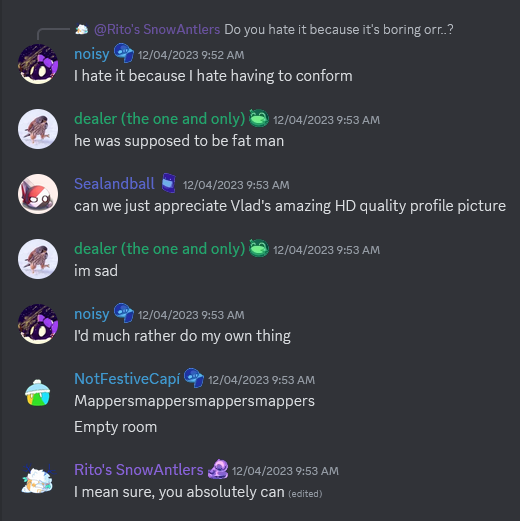 @Rito's SnowAntlers Do you hate it because it's boring orr..?
noisy 12/04/2023 9:52 AM
I hate it because I hate having to conform
dealer (the one and only) 12/04/2023 9:53 AM
he was supposed to be fat man
Sealandball 12/04/2023 9:53 AM
can we just appreciate Vlad's amazing HD quality profile picture
dealer (the one and only) 12/04/2023 9:53 AM
im sad
noisy 12/04/2023 9:53 AM
I'd much rather do my own thing
NotFestiveCapi 12/04/2023 9:53 AM
Mappersmappersmappersmappers
Empty room
Rito's SnowAntlers 12/04/2023 9:53 AM
I mean sure, you absolutely can (edited)